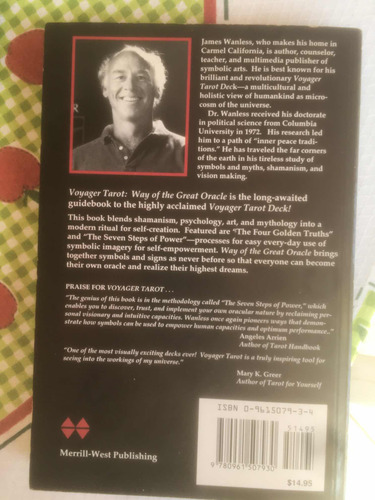 James Wanless, who makes his home in
Carmel California, is author, counselor,
teacher, and multimedia publisher of
symbolic arts. He is best known for his
brilliant and revolutionary Voyager
Tarot Deck—a multicultural and
holistic view of humankind as micro-
cosm of the universe.
Dr. Wanless received his doctorate
in political science from Columbia
University in 1972. His research led
him to a path of "inner peace tradi-
tions." He has traveled the far corners
of the earth in his tireless study of
symbols and myths, shamanism, and
vision making.
Voyager Tarot: Way of the Great Oracle is the long-awaited
guidebook to the highly acclaimed Voyager Tarot Deck!
This book blends shamanism, psychology, art, and mythology into a
modern ritual for self-creation. Featured are "The Four Golden Truths"
and "The Seven Steps of Power"—processes for easy every-day use of
symbolic imagery for self-empowerment. Way of the Great Oracle brings
together symbols and signs as never before so that everyone can become
their own oracle and realize their highest dreams.
PRAISE FOR VOYAGER TAROT . . .
"The genius of this book is in the methodology called "The Seven Steps of Power," which
enables you to discover, trust, and implement your own oracular nature by reclaiming per-
sonal visionary and intuitive capacities. Wanless once again pioneers ways that demon-
strate how symbols can be used to empower human capacities and optimum performance."
Angeles Arrien
Author of Tarot Handbook
"One of the most visually exciting decks ever! Voyager Tarot is a truly inspiring tool for
seeing into the workings of my universe."
Mary K. Greer
Author of Tarot for Yourself
Merrill-West Publishing
ISBN 0-9615079-3-4
51495
9 780961 507930
$14.95